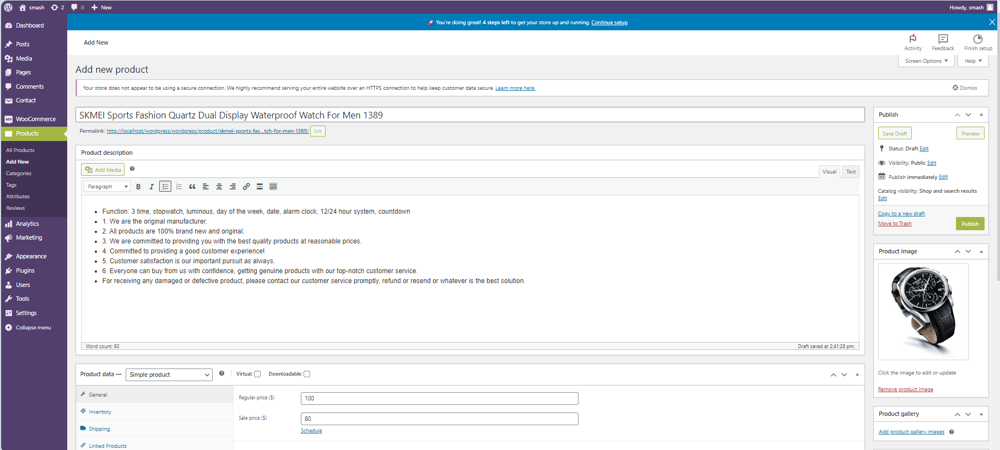 smash 2 0 New Howdy, smash
🚀 You're doing great! 4 steps left to get your store up and running. Continue setup
Dashboard
Posts
Media
Pages
Comments
Contact
WooCommerce
Products
All Products
Add New
Categories
Tags
Attributes
Reviews
Analytics
Marketing
Appearance
Plugins
Users
Tools
Settings
Collapse menu
Add New
Activity Feedback Finish setup
Screen Options Help
Add new product
Your store does not appear to be using a secure connection. We highly recommend serving your entire website over an HTTPS connection to help keep customer data secure. Learn more here. Dismiss
SKMEI Sports Fashion Quartz Dual Display Waterproof Watch For Men 1389
Permalink: http://localhost/wordpress/wordpress/product/skmei-sports-fas...tch-for-men-1389/ Edit
Product description
Add Media
Visual Text
Paragraph
• Function: 3 time, stopwatch, luminous, day of the week, date, alarm clock, 12/24 hour system, countdown
• 1. We are the original manufacturer.
• 2. All products are 100% brand new and original.
• 3. We are committed to providing you with the best quality products at reasonable prices.
• 4. Committed to providing a good customer experience!
• 5. Customer satisfaction is our important pursuit as always.
• 6. Everyone can buy from us with confidence, getting genuine products with our top-notch customer service.
• For receiving any damaged or defective product, please contact our customer service promptly, refund or resend or whatever is the best solution.
Word count: 92 Draft saved at 2:41:28 pm.
Product data — Simple product Virtual: Downloadable:
General
Inventory
Shipping
Linked Products
Regular price ($) 100
Sale price ($) 80
Schedule
Publish
Save Draft Preview
Status: Draft Edit
Visibility: Public Edit
Publish immediately Edit
Catalog visibility: Shop and search results
Edit
Copy to a new draft
Move to Trash
Publish
Product image
TISSOT
Click the image to edit or update
Remove product image
Product gallery
Add product gallery images